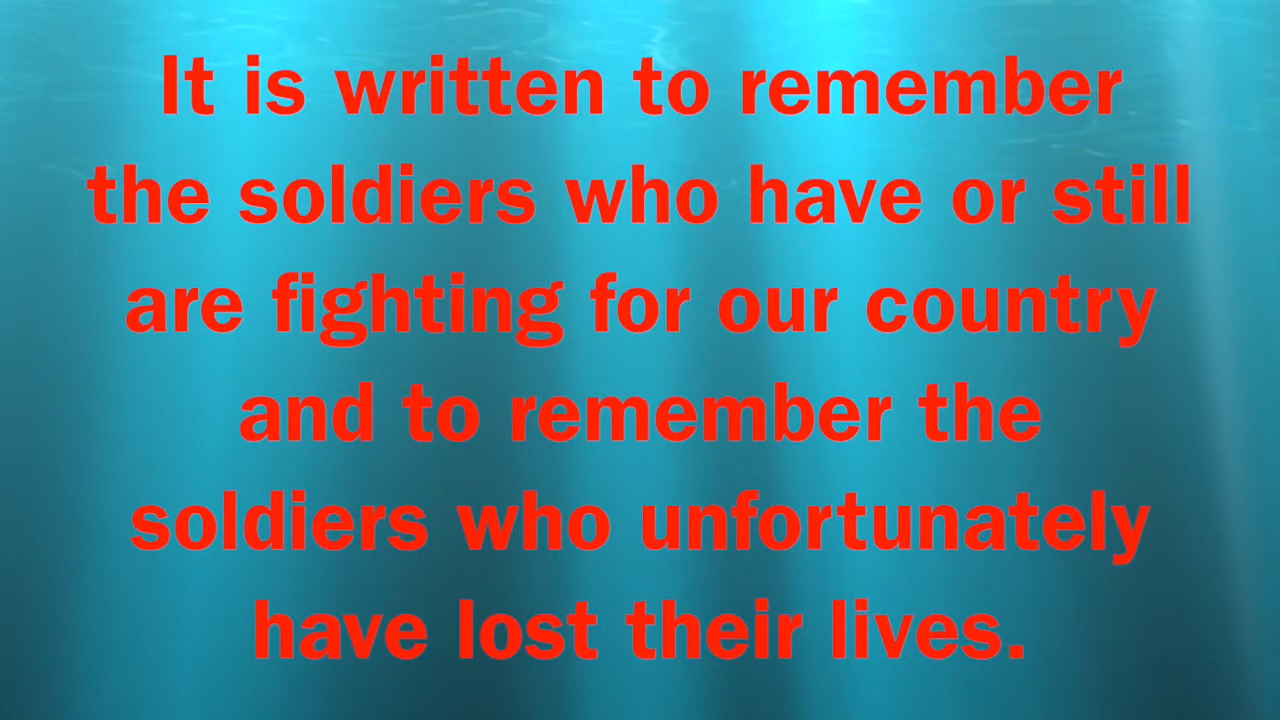 It is written to remember
the soldiers who have or still
are fighting for our country
and to remember the
soldiers who unfortunately
have lost their lives.